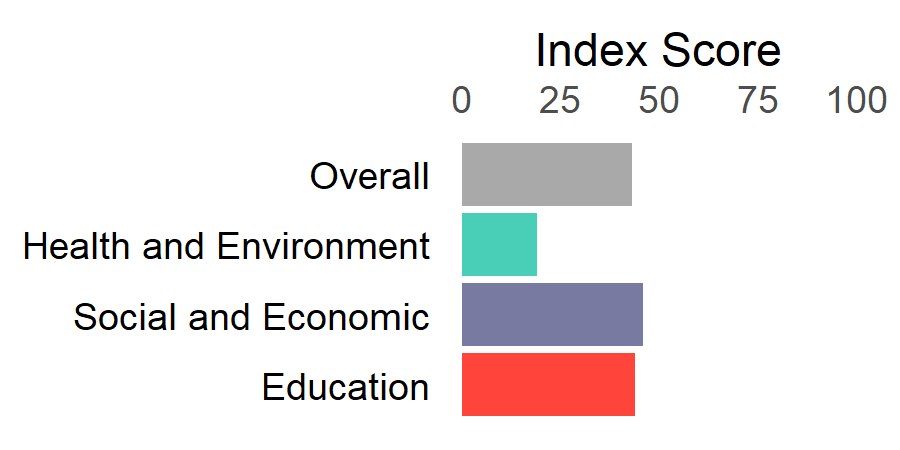 Index Score
0 25 50 75 100
Overall
Health and Environment
Social and Economic
Education